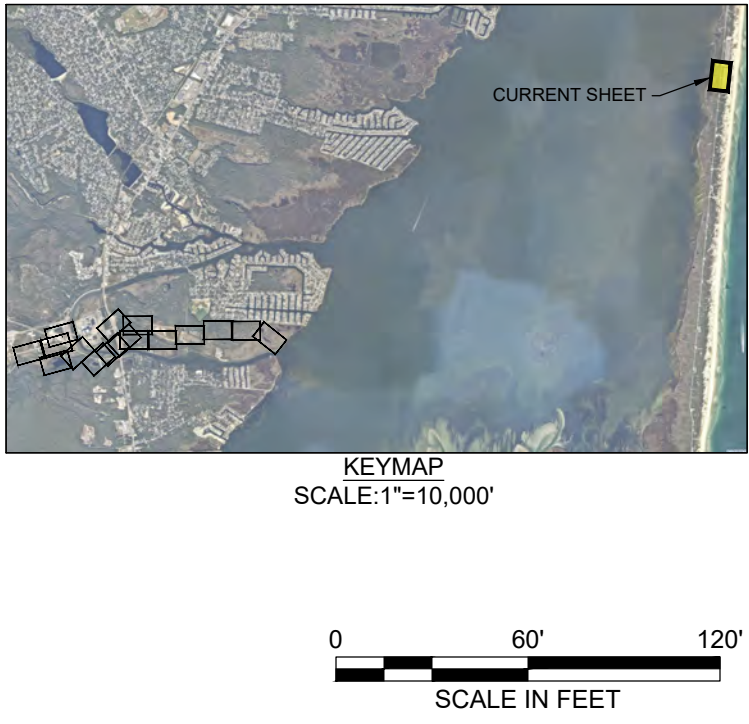 CURRENT SHEET
KEYMAP
SCALE:1"=10,000'
0 60' 120'
SCALE IN FEET